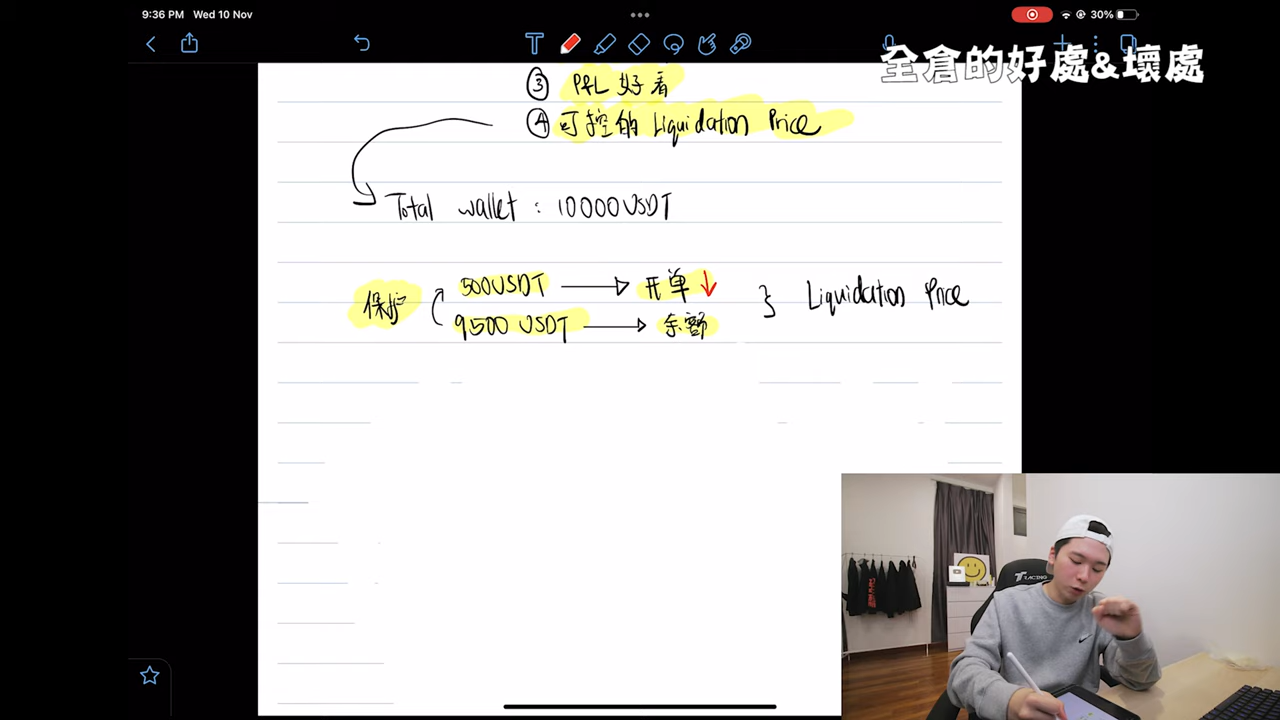 9:36 PM Wed 10 Nov
30%
全倉的好處&壞處
③ P&L 好看
④ 可控的 Liquidation Price
Total wallet : 10000USDT
500USDT 开单 ↓
保护
Liquidation Price
9500 USDT 余额
T RACING